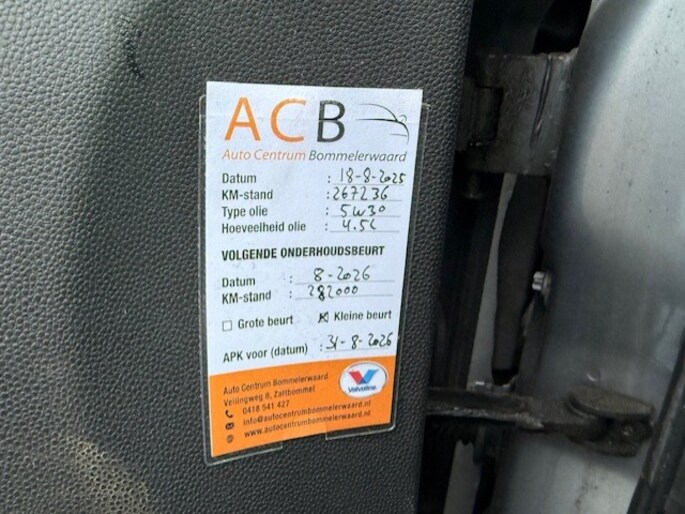 ACB
Auto Centrum Bommelerwaard
Datum : 18-8-2025
KM-stand : 267236
Type olie : 5W30
Hoeveelheid olie : 4.5L
VOLGENDE ONDERHOUDSBEURT
Datum : 8-2026
KM-stand : 282000
☐ Grote beurt ☒ Kleine beurt
APK voor (datum) : 31-8-2026
Auto Centrum Bommelerwaard
Veilingweg 6, Zaltbommel
0418 541 427
info@autocentrumbommelerwaard.nl
www.autocentrumbommelerwaard.nl
Valvoline